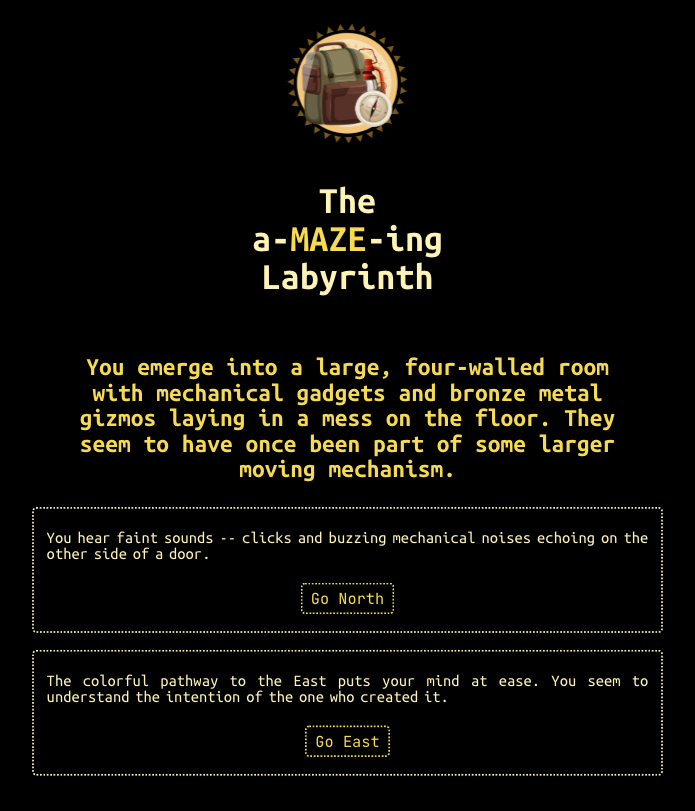 The
a-MAZE-ing
Labyrinth
You emerge into a large, four-walled room
with mechanical gadgets and bronze metal
gizmos laying in a mess on the floor. They
seem to have once been part of some larger
moving mechanism.
You hear faint sounds -- clicks and buzzing mechanical noises echoing on the
other side of a door.
Go North
The colorful pathway to the East puts your mind at ease. You seem to
understand the intention of the one who created it.
Go East